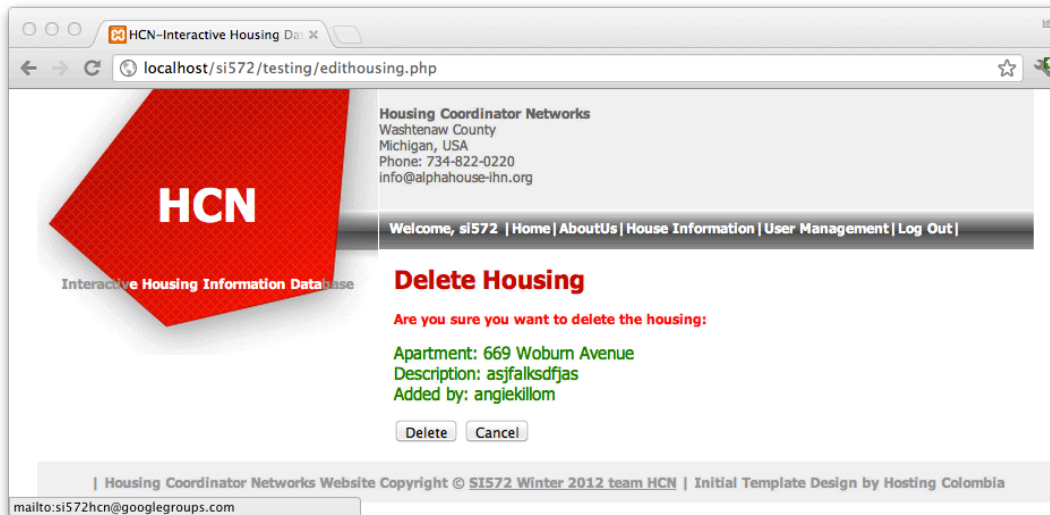 HCN-Interactive Housing Da
localhost/si572/testing/edithousing.php
Housing Coordinator Networks
Washtenaw County
Michigan, USA
Phone: 734-822-0220
info@alphahouse-ihn.org
HCN
Welcome, si572 |Home|AboutUs|House Information|User Management|Log Out|
Interactive Housing Information Database
Delete Housing
Are you sure you want to delete the housing:
Apartment: 669 Woburn Avenue
Description: asjfalksdfjas
Added by: angiekillom
Delete Cancel
| Housing Coordinator Networks Website Copyright © SI572 Winter 2012 team HCN | Initial Template Design by Hosting Colombia
mailto:si572hcn@googlegroups.com